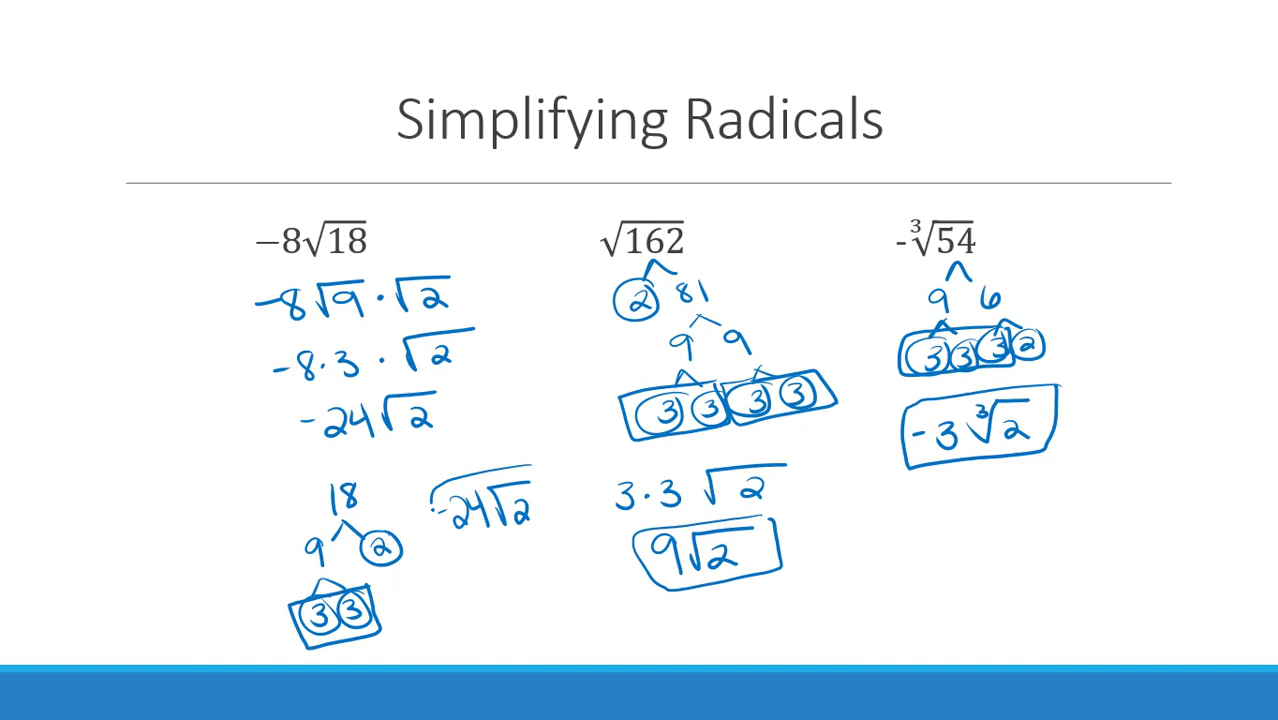 Simplifying Radicals
−8√18
-8√9 · √2
-8·3 · √2
-24√2
18
9 2
3 3
-24√2
√162
2 81
9 9
3 3 3 3
3·3 √2
9√2
-∛54
9 6
3 3 3 2
-3∛2